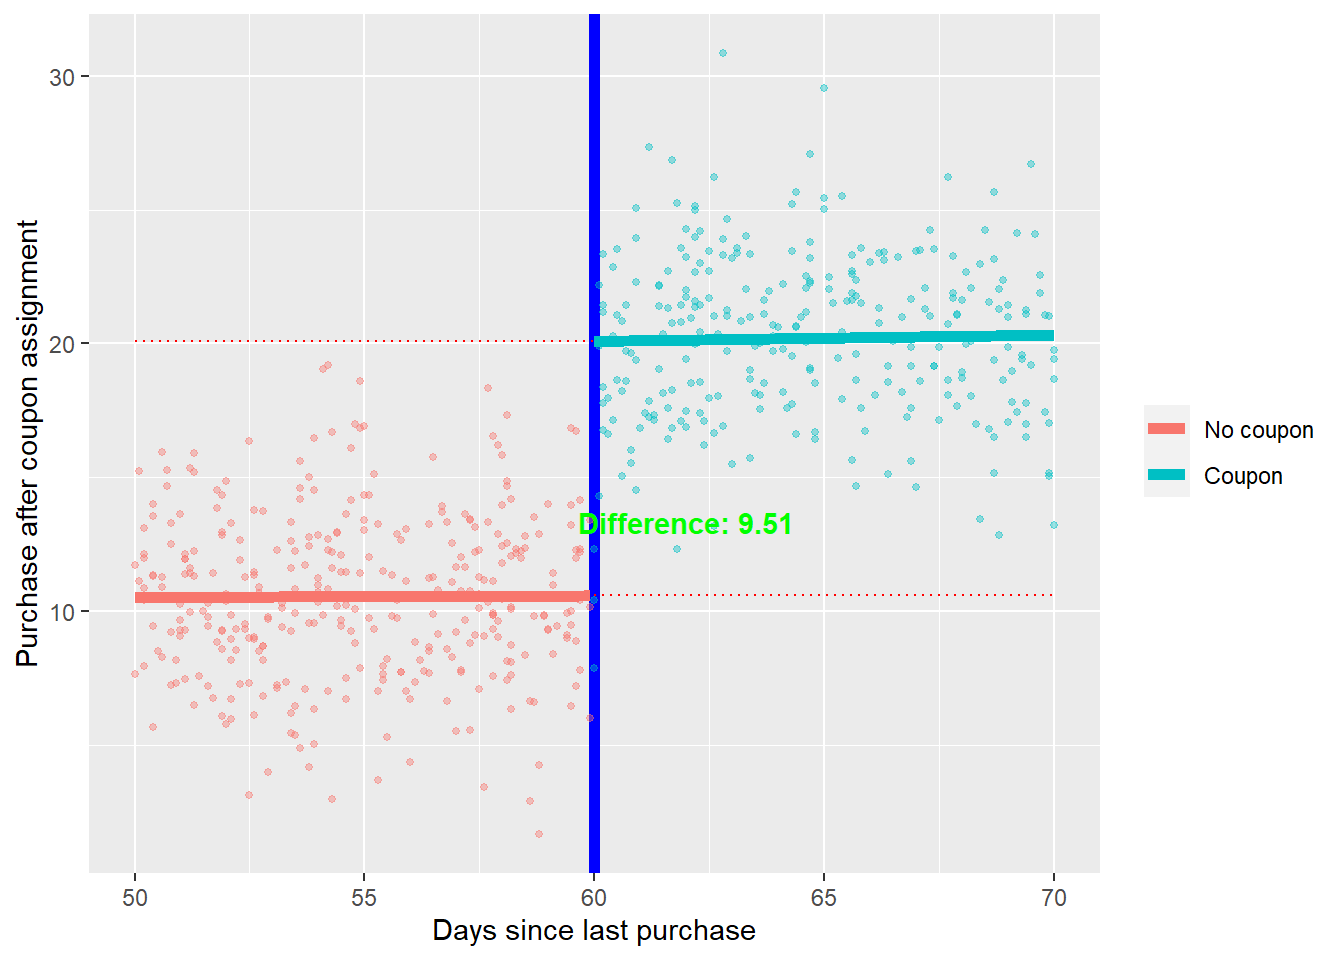 Purchase after coupon assignment
30
20
10
Difference: 9.51
50 55 60 65 70
Days since last purchase
No coupon
Coupon